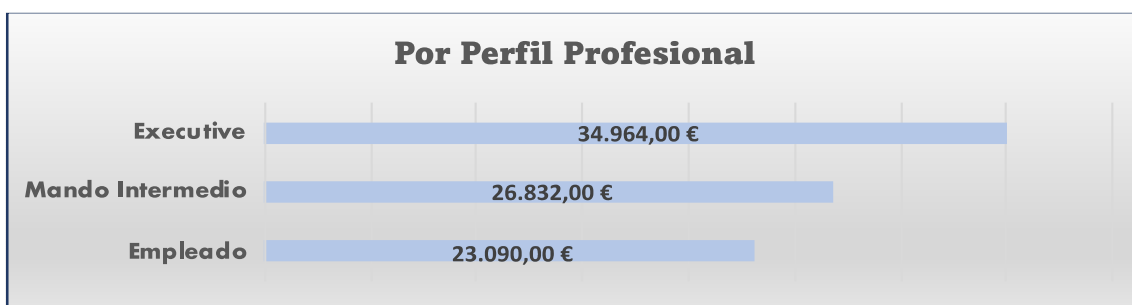 Por Perfil Profesional
Executive 34.964,00 €
Mando Intermedio 26.832,00 €
Empleado 23.090,00 €